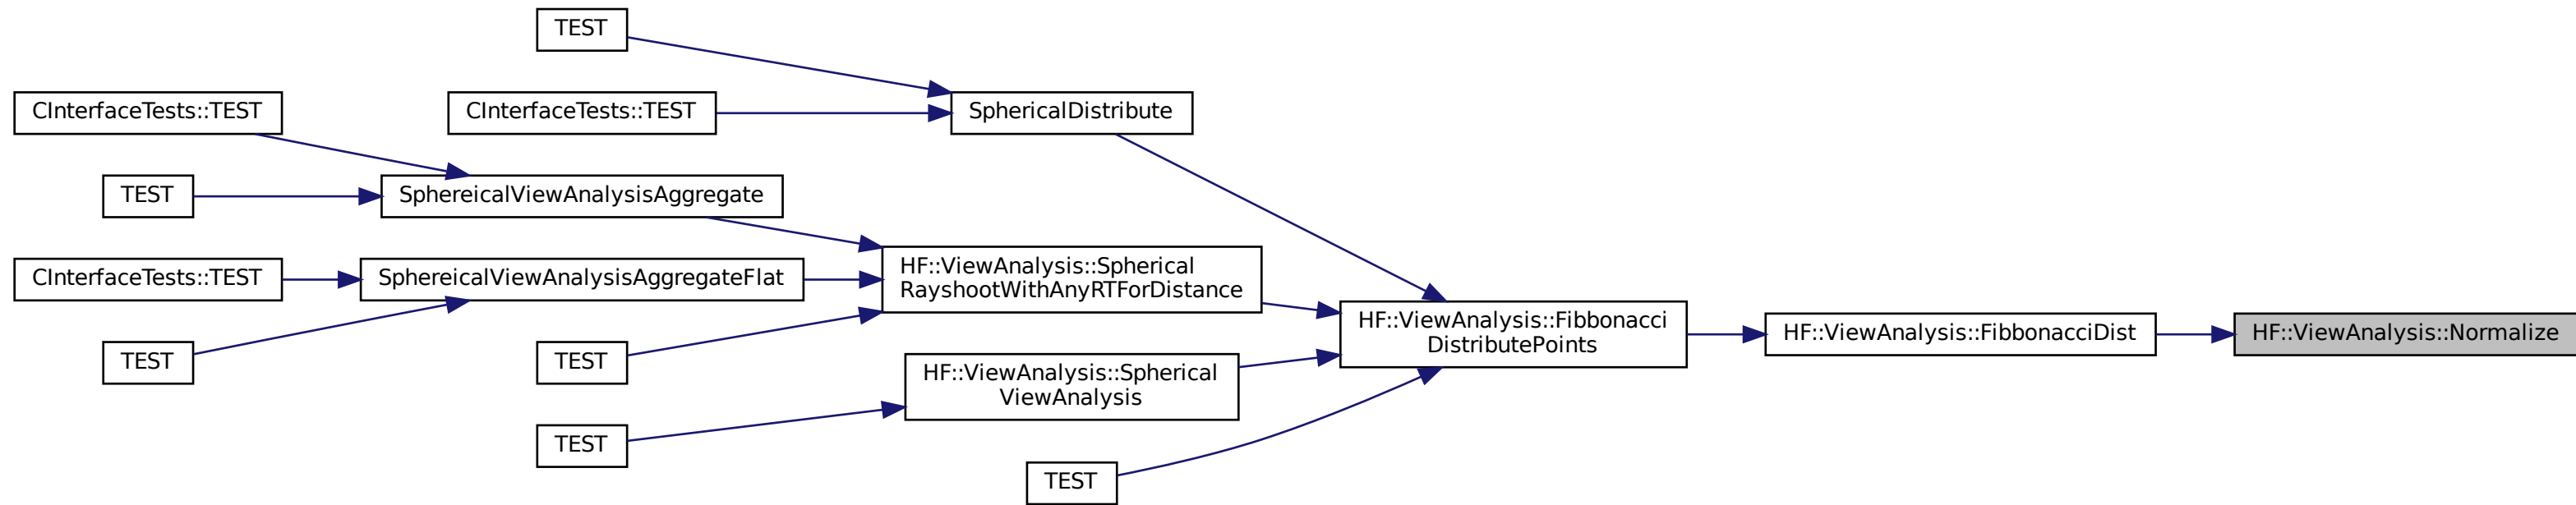 TEST
CInterfaceTests::TEST
CInterfaceTests::TEST
SphericalDistribute
TEST
SphereicalViewAnalysisAggregate
CInterfaceTests::TEST
SphereicalViewAnalysisAggregateFlat
HF::ViewAnalysis::Spherical
RayshootWithAnyRTForDistance
TEST
TEST
HF::ViewAnalysis::Spherical
ViewAnalysis
TEST
TEST
HF::ViewAnalysis::Fibbonacci
DistributePoints
HF::ViewAnalysis::FibbonacciDist
HF::ViewAnalysis::Normalize